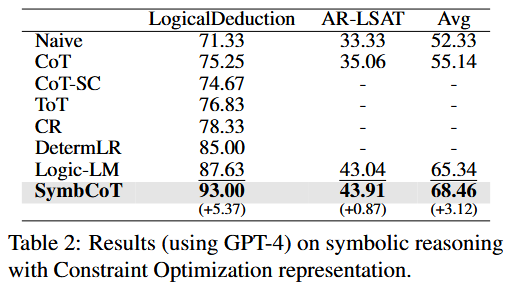 LogicalDeduction AR-LSAT Avg
Naive 71.33 33.33 52.33
CoT 75.25 35.06 55.14
CoT-SC 74.67 - -
ToT 76.83 - -
CR 78.33 - -
DetermLR 85.00 - -
Logic-LM 87.63 43.04 65.34
SymbCoT 93.00 43.91 68.46
(+5.37) (+0.87) (+3.12)
Table 2: Results (using GPT-4) on symbolic reasoning
with Constraint Optimization representation.